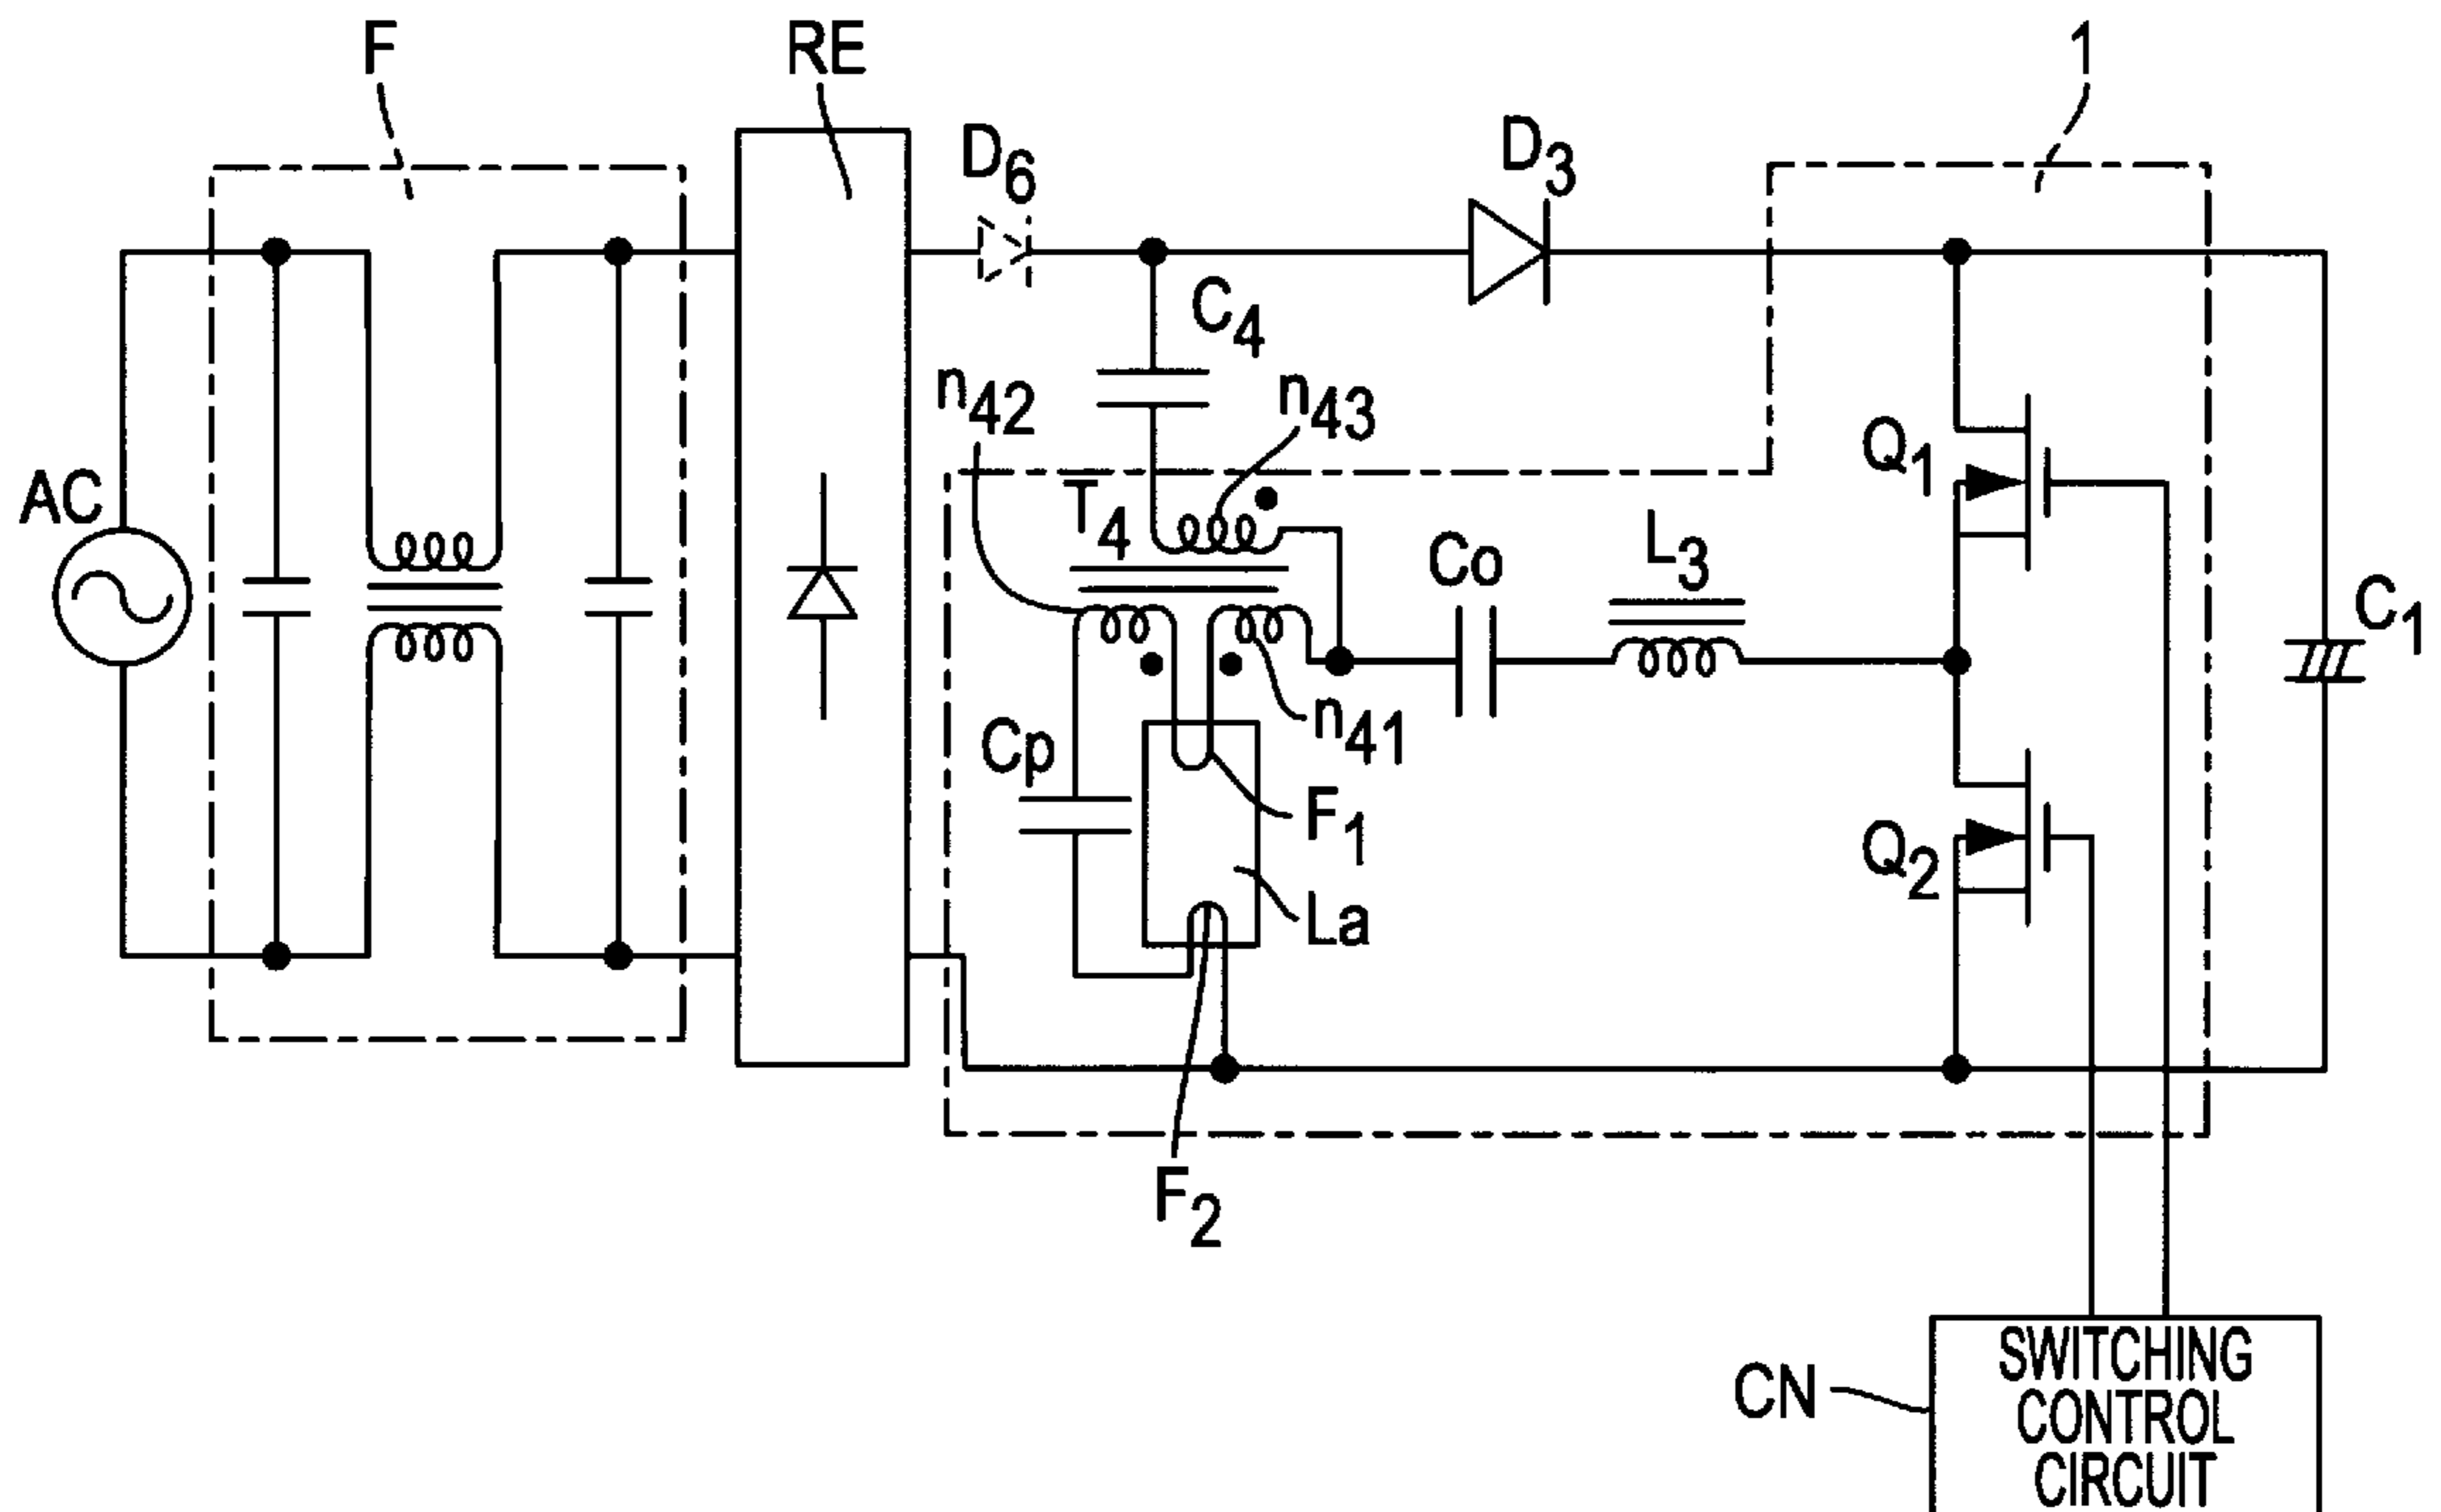 F
RE
1
D6
D3
C4
n42
n43
Q1
AC
T4
Co
L3
C1
n41
Cp
F1
Q2
La
F2
CN
SWITCHING
CONTROL
CIRCUIT